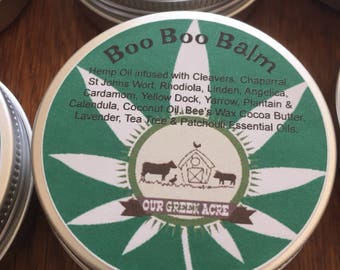 Boo Boo Balm
Hemp Oil infused with Cleavers, Chaparral,
St Johns Wort, Rhodiola, Linden, Angelica,
Cardamom, Yellow Dock, Yarrow, Plantain &
Calendula, Coconut Oil, Bee's Wax Cocoa Butter,
Lavender, Tea Tree & Patchouli Essential Oils.
OUR GREEN ACRE